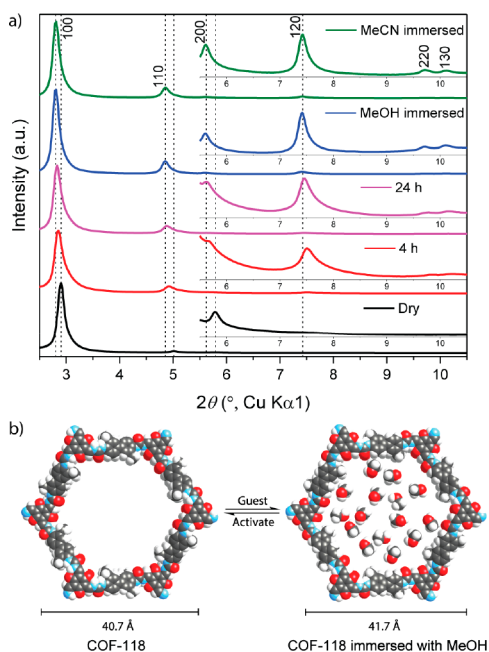 a)
100
110
200
120
220
130
MeCN immersed
6 7 8 9 10
MeOH immersed
6 7 8 9 10
24 h
6 7 8 9 10
4 h
6 7 8 9 10
Dry
6 7 8 9 10
Intensity (a.u.)
3 4 5 6 7 8 9 10
2θ (°, Cu Kα1)
b)
Guest
Activate
40.7 Å
41.7 Å
COF-118
COF-118 immersed with MeOH